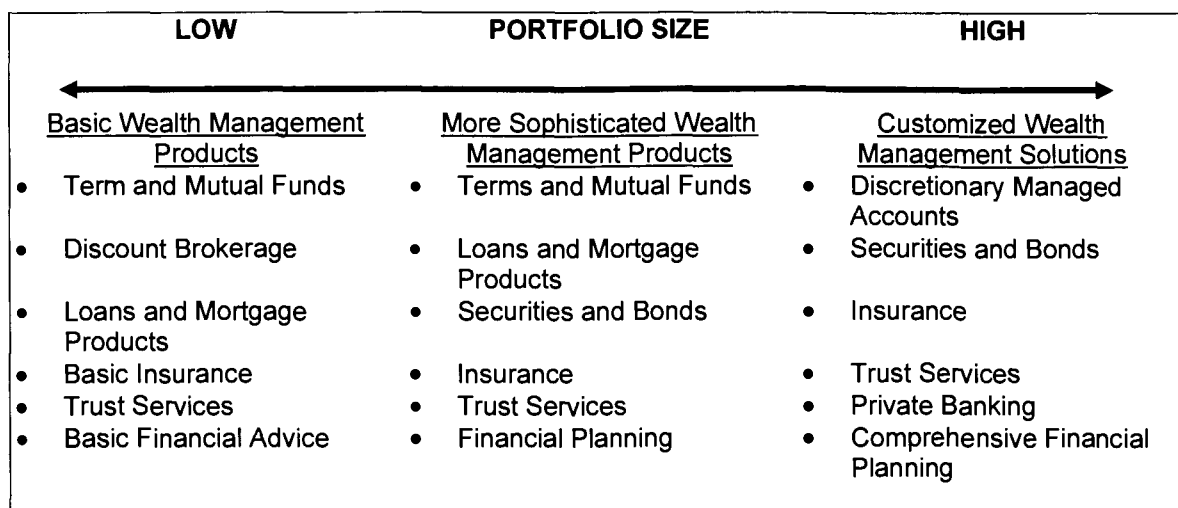 LOW PORTFOLIO SIZE HIGH
Basic Wealth Management
Products
• Term and Mutual Funds
• Discount Brokerage
• Loans and Mortgage
Products
• Basic Insurance
• Trust Services
• Basic Financial Advice
More Sophisticated Wealth
Management Products
• Terms and Mutual Funds
• Loans and Mortgage
Products
• Securities and Bonds
• Insurance
• Trust Services
• Financial Planning
Customized Wealth
Management Solutions
• Discretionary Managed
Accounts
• Securities and Bonds
• Insurance
• Trust Services
• Private Banking
• Comprehensive Financial
Planning